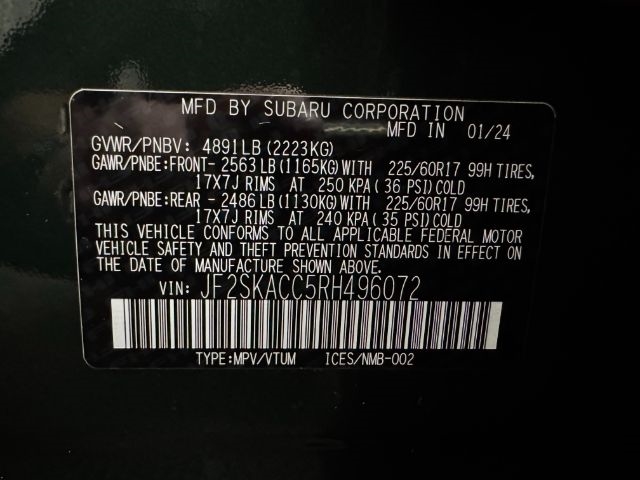 MFD BY SUBARU CORPORATION
MFD IN 01/24
GVWR/PNBV: 4891LB(2223KG)
GAWR/PNBE:FRONT- 2563LB(1165KG)WITH 225/60R17 99H TIRES,
17X7J RIMS AT 250 KPA( 36 PSI)COLD
GAWR/PNBE:REAR - 2486LB(1130KG)WITH 225/60R17 99H TIRES,
17X7J RIMS AT 240 KPA( 35 PSI)COLD
THIS VEHICLE CONFORMS TO ALL APPLICABLE FEDERAL MOTOR
VEHICLE SAFETY AND THEFT PREVENTION STANDARDS IN EFFECT
ON THE DATE OF MANUFACTURE SHOWN ABOVE.
VIN: JF2SKACC5RH496072
TYPE:MPV/VTUM ICES/NMB-002